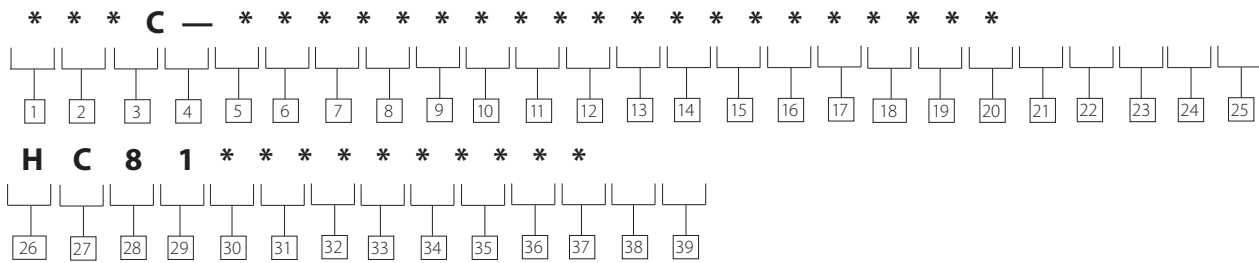 * * * C — * * * * * * * * * * * * * * * * * * * *
1 2 3 4 5 6 7 8 9 10 11 12 13 14 15 16 17 18 19 20 21 22 23 24 25
H C 8 1 * * * * * * * * * *
26 27 28 29 30 31 32 33 34 35 36 37 38 39